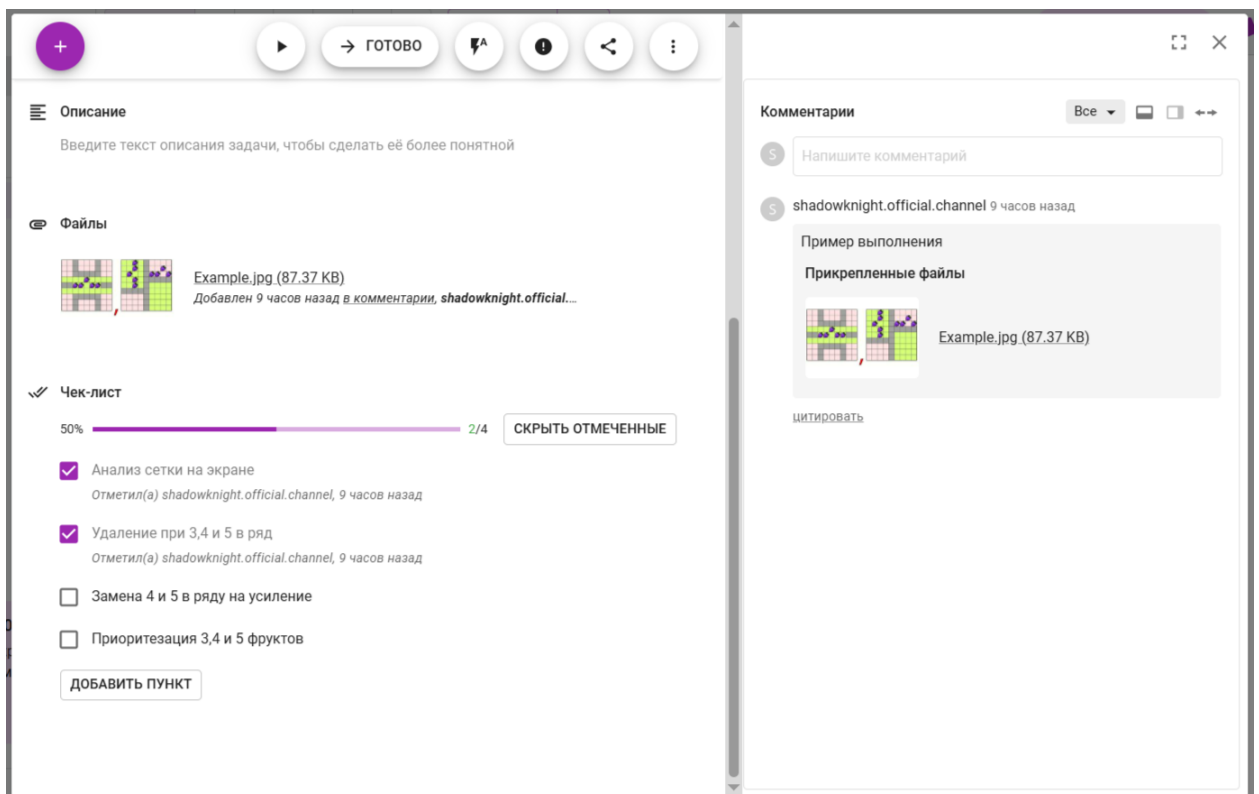 ГОТОВО
Описание
Введите текст описания задачи, чтобы сделать её более понятной
Файлы
Example.jpg (87.37 KB)
Добавлен 9 часов назад в комментарии, shadowknight.official....
Чек-лист
50%
2/4
СКРЫТЬ ОТМЕЧЕННЫЕ
Анализ сетки на экране
Отметил(а) shadowknight.official.channel, 9 часов назад
Удаление при 3,4 и 5 в ряд
Отметил(а) shadowknight.official.channel, 9 часов назад
Замена 4 и 5 в ряду на усиление
Приоритезация 3,4 и 5 фруктов
ДОБАВИТЬ ПУНКТ
Комментарии
Все
S
Напишите комментарий
S
shadowknight.official.channel 9 часов назад
Пример выполнения
Прикрепленные файлы
Example.jpg (87.37 KB)
цитировать